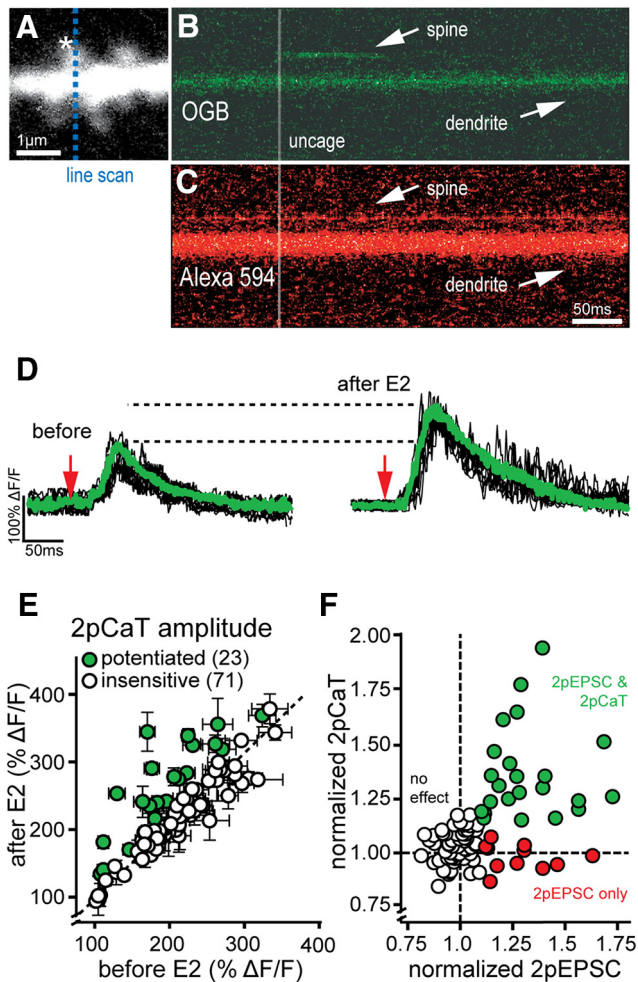 A
*
1μm
line scan
B
spine
OGB
uncage
dendrite
C
spine
Alexa 594
dendrite
50ms
D
before
after E2
100% ΔF/F
50ms
E
2pCaT amplitude
potentiated (23)
insensitive (71)
after E2 (% ΔF/F)
400
300
200
100
100
200
300
400
before E2 (% ΔF/F)
F
normalized 2pCaT
2.00
1.75
1.50
1.25
1.00
0.75
2pEPSC &
2pCaT
no
effect
2pEPSC only
0.75
1.0
1.25
1.50
1.75
normalized 2pEPSC